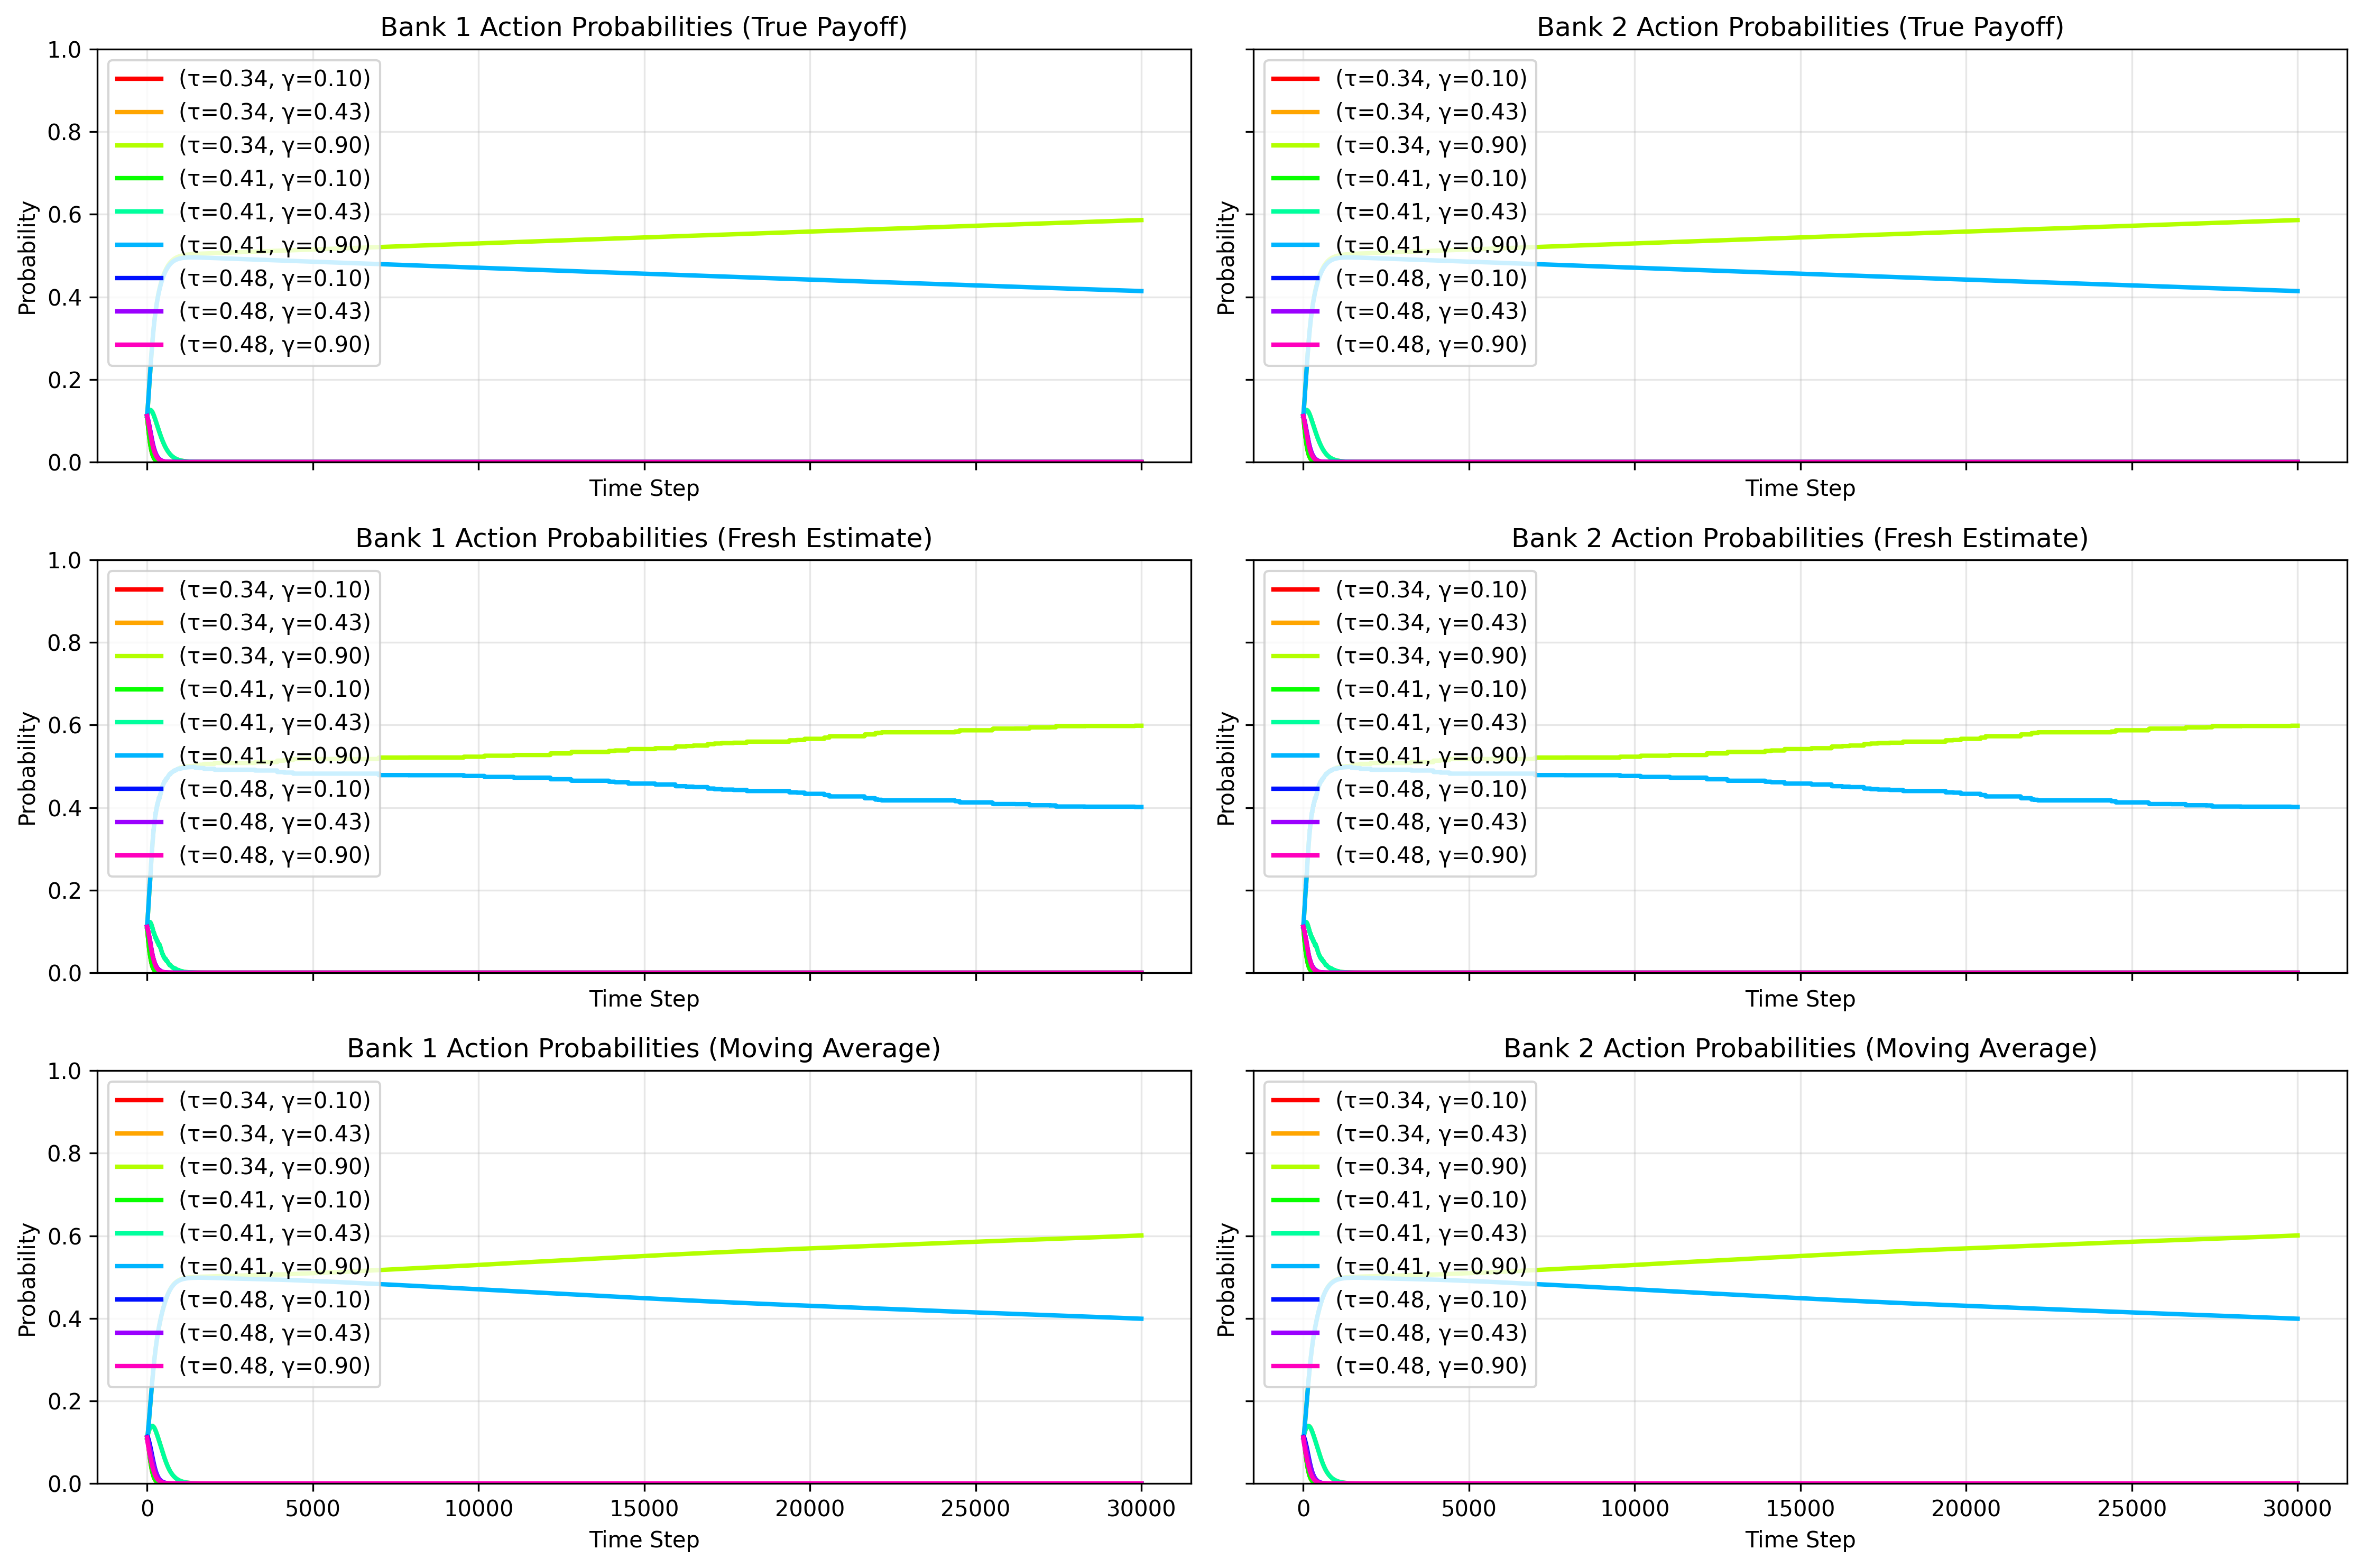 Bank 1 Action Probabilities (True Payoff)
1.0
0.8
0.6
0.4
0.2
0.0
Probability
(τ=0.34, γ=0.10)
(τ=0.34, γ=0.43)
(τ=0.34, γ=0.90)
(τ=0.41, γ=0.10)
(τ=0.41, γ=0.43)
(τ=0.41, γ=0.90)
(τ=0.48, γ=0.10)
(τ=0.48, γ=0.43)
(τ=0.48, γ=0.90)
Time Step
Bank 2 Action Probabilities (True Payoff)
Probability
(τ=0.34, γ=0.10)
(τ=0.34, γ=0.43)
(τ=0.34, γ=0.90)
(τ=0.41, γ=0.10)
(τ=0.41, γ=0.43)
(τ=0.41, γ=0.90)
(τ=0.48, γ=0.10)
(τ=0.48, γ=0.43)
(τ=0.48, γ=0.90)
Time Step
Bank 1 Action Probabilities (Fresh Estimate)
1.0
0.8
0.6
0.4
0.2
0.0
Probability
(τ=0.34, γ=0.10)
(τ=0.34, γ=0.43)
(τ=0.34, γ=0.90)
(τ=0.41, γ=0.10)
(τ=0.41, γ=0.43)
(τ=0.41, γ=0.90)
(τ=0.48, γ=0.10)
(τ=0.48, γ=0.43)
(τ=0.48, γ=0.90)
Time Step
Bank 2 Action Probabilities (Fresh Estimate)
Probability
(τ=0.34, γ=0.10)
(τ=0.34, γ=0.43)
(τ=0.34, γ=0.90)
(τ=0.41, γ=0.10)
(τ=0.41, γ=0.43)
(τ=0.41, γ=0.90)
(τ=0.48, γ=0.10)
(τ=0.48, γ=0.43)
(τ=0.48, γ=0.90)
Time Step
Bank 1 Action Probabilities (Moving Average)
1.0
0.8
0.6
0.4
0.2
0.0
Probability
(τ=0.34, γ=0.10)
(τ=0.34, γ=0.43)
(τ=0.34, γ=0.90)
(τ=0.41, γ=0.10)
(τ=0.41, γ=0.43)
(τ=0.41, γ=0.90)
(τ=0.48, γ=0.10)
(τ=0.48, γ=0.43)
(τ=0.48, γ=0.90)
0 5000 10000 15000 20000 25000 30000
Time Step
Bank 2 Action Probabilities (Moving Average)
Probability
(τ=0.34, γ=0.10)
(τ=0.34, γ=0.43)
(τ=0.34, γ=0.90)
(τ=0.41, γ=0.10)
(τ=0.41, γ=0.43)
(τ=0.41, γ=0.90)
(τ=0.48, γ=0.10)
(τ=0.48, γ=0.43)
(τ=0.48, γ=0.90)
0 5000 10000 15000 20000 25000 30000
Time Step